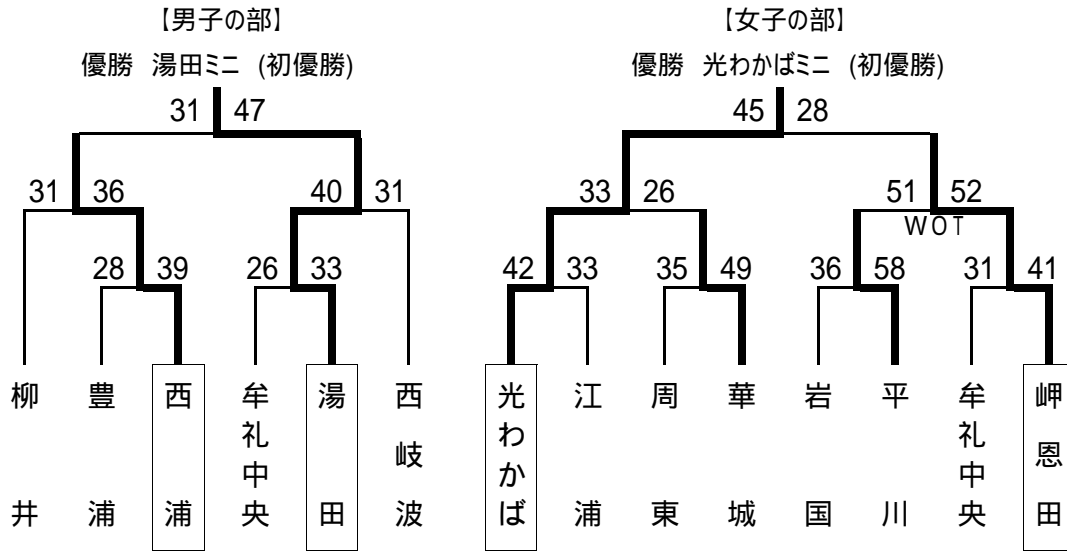 【男子の部】
優勝 湯田ミニ (初優勝)
31 47
31 36 40 31
28 39 26 33
柳井
豊浦
西浦
牟礼中央
湯田
西岐波
【女子の部】
優勝 光わかばミニ (初優勝)
45 28
33 26 51 52
WOT
42 33 35 49 36 58 31 41
光わかば
江浦
周東
華城
岩国
平川
牟礼中央
岬恩田